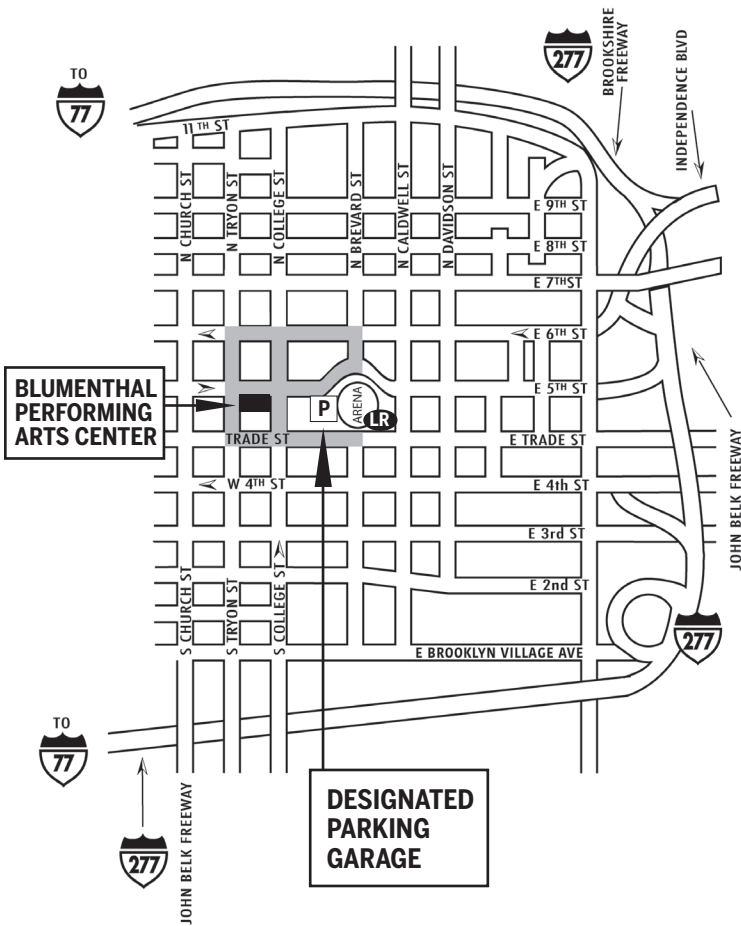 277
BROOKSHIRE
FREEWAY
INDEPENDENCE BLVD
TO
77
11TH ST
N CHURCH ST
N TRYON ST
N COLLEGE ST
N BREVARD ST
N CALDWELL ST
N DAVIDSON ST
E 9TH ST
E 8TH ST
E 7TH ST
E 6TH ST
E 5TH ST
BLUMENTHAL
PERFORMING
ARTS CENTER
P
ARENA
LR
TRADE ST
E TRADE ST
W 4TH ST
E 4th ST
E 3rd ST
E 2nd ST
JOHN BELK FREEWAY
S CHURCH ST
S TRYON ST
S COLLEGE ST
277
E BROOKLYN VILLAGE AVE
TO
77
277
JOHN BELK FREEWAY
DESIGNATED
PARKING
GARAGE